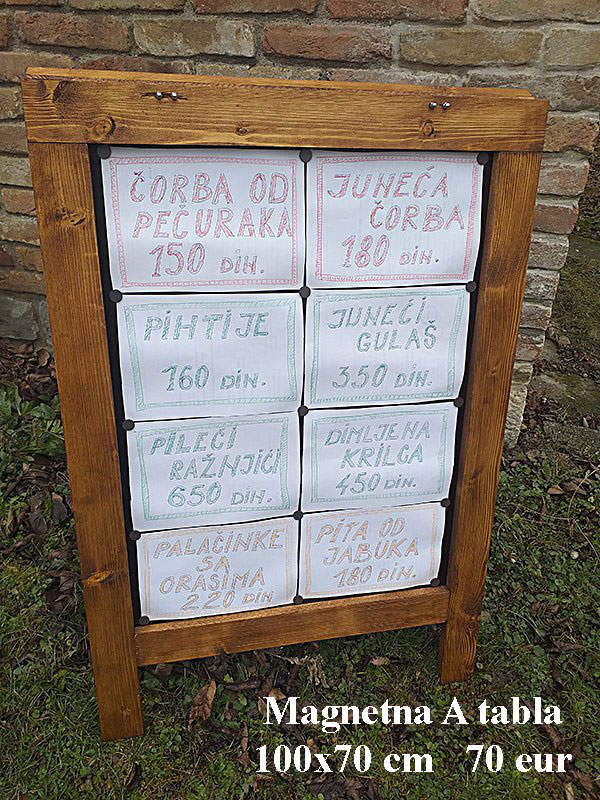 ČORBA OD
PEČURAKA
150 DIN.
JUNEĆA
ČORBA
180 DIN.
PIHTIJE
160 DIN.
JUNEĆI
GULAŠ
350 DIN.
PILEĆI
RAŽNJIĆI
650 DIN.
DIMLJENA
KRILCA
450 DIN.
PALAČINKE
SA
ORASIMA
220 DIN
PITA OD
JABUKA
180 DIN.
Magnetna A tabla
100x70 cm 70 eur